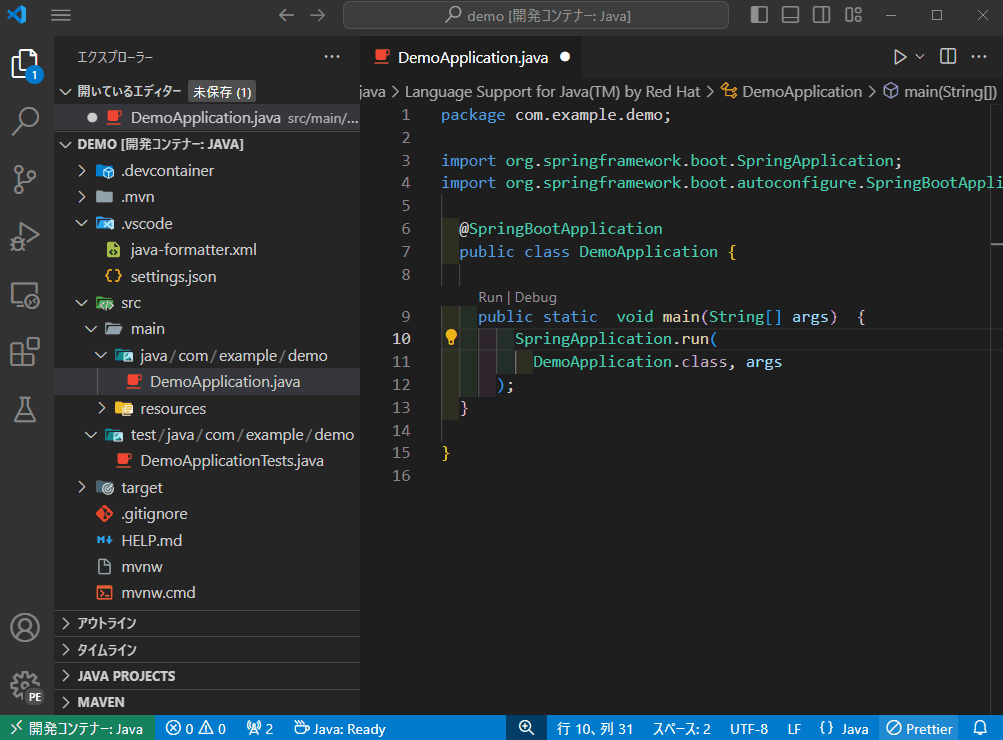 demo [開発コンテナー: Java]
エクスプローラー
開いているエディター 未保存 (1)
DemoApplication.java src/main/...
DEMO [開発コンテナー: JAVA]
.devcontainer
.mvn
.vscode
java-formatter.xml
settings.json
src
main
java/com/example/demo
DemoApplication.java
resources
test/java/com/example/demo
DemoApplicationTests.java
target
.gitignore
HELP.md
mvnw
mvnw.cmd
アウトライン
タイムライン
JAVA PROJECTS
MAVEN
1
PE
DemoApplication.java
java > Language Support for Java(TM) by Red Hat > DemoApplication > main(String[])
1 package com.example.demo;
2
3 import org.springframework.boot.SpringApplication;
4 import org.springframework.boot.autoconfigure.SpringBootAppli
5
6 @SpringBootApplication
7 public class DemoApplication {
8
Run | Debug
9 public static  void main(String[] args)  {
10 SpringApplication.run(
11 DemoApplication.class, args
12 );
13 }
14
15 }
16
開発コンテナー: Java 0 0 2 Java: Ready 行 10、列 31 スペース: 2 UTF-8 LF {} Java Prettier